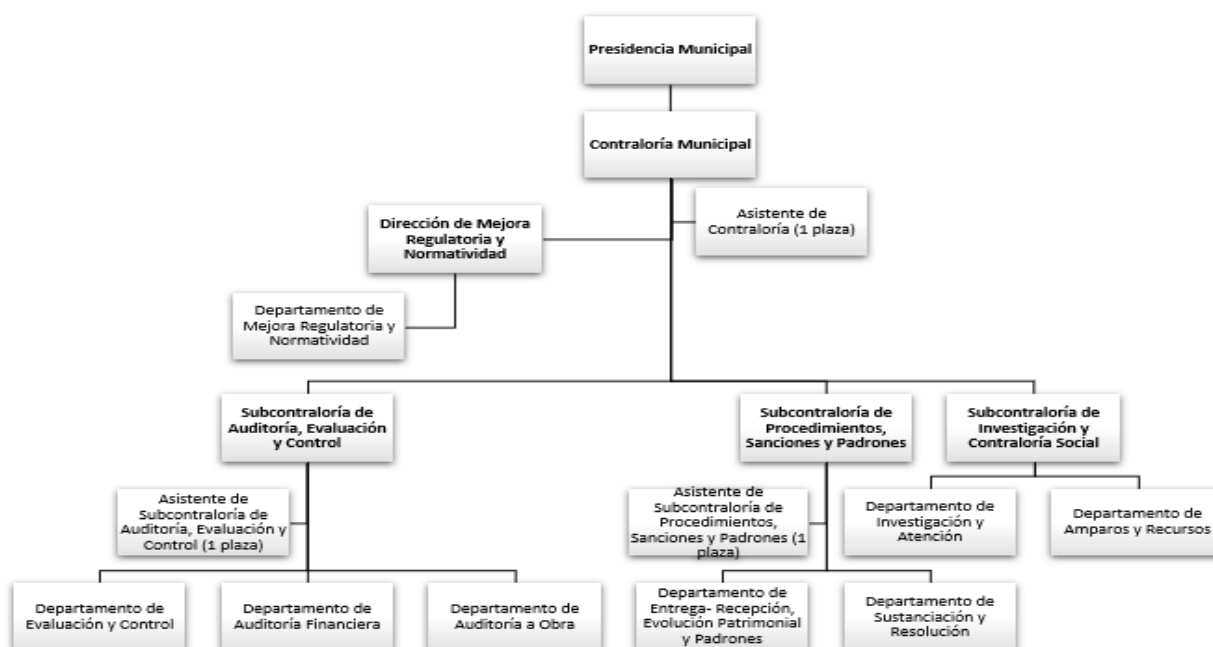 Presidencia Municipal
Contraloría Municipal
Asistente de
Contraloría (1 plaza)
Dirección de Mejora
Regulatoria y
Normatividad
Departamento de
Mejora Regulatoria y
Normatividad
Subcontraloría de
Auditoría, Evaluación
y Control
Subcontraloría de
Procedimientos,
Sanciones y Padrones
Subcontraloría de
Investigación y
Contraloría Social
Asistente de
Subcontraloría de
Auditoría, Evaluación y
Control (1 plaza)
Asistente de
Subcontraloría de
Procedimientos,
Sanciones y Padrones (1
plaza)
Departamento de
Investigación y
Atención
Departamento de
Amparos y Recursos
Departamento de
Evaluación y Control
Departamento de
Auditoría Financiera
Departamento de
Auditoría a Obra
Departamento de
Entrega- Recepción,
Evolución Patrimonial
y Padrones
Departamento de
Sustanciación y
Resolución